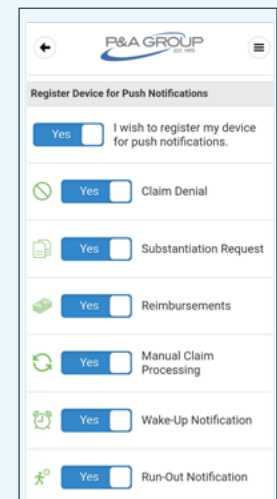 P&A GROUP
EST. 1975
Register Device for Push Notifications
Yes
I wish to register my device
for push notifications.
Yes
Claim Denial
Yes
Substantiation Request
Yes
Reimbursements
Yes
Manual Claim
Processing
Yes
Wake-Up Notification
Yes
Run-Out Notification